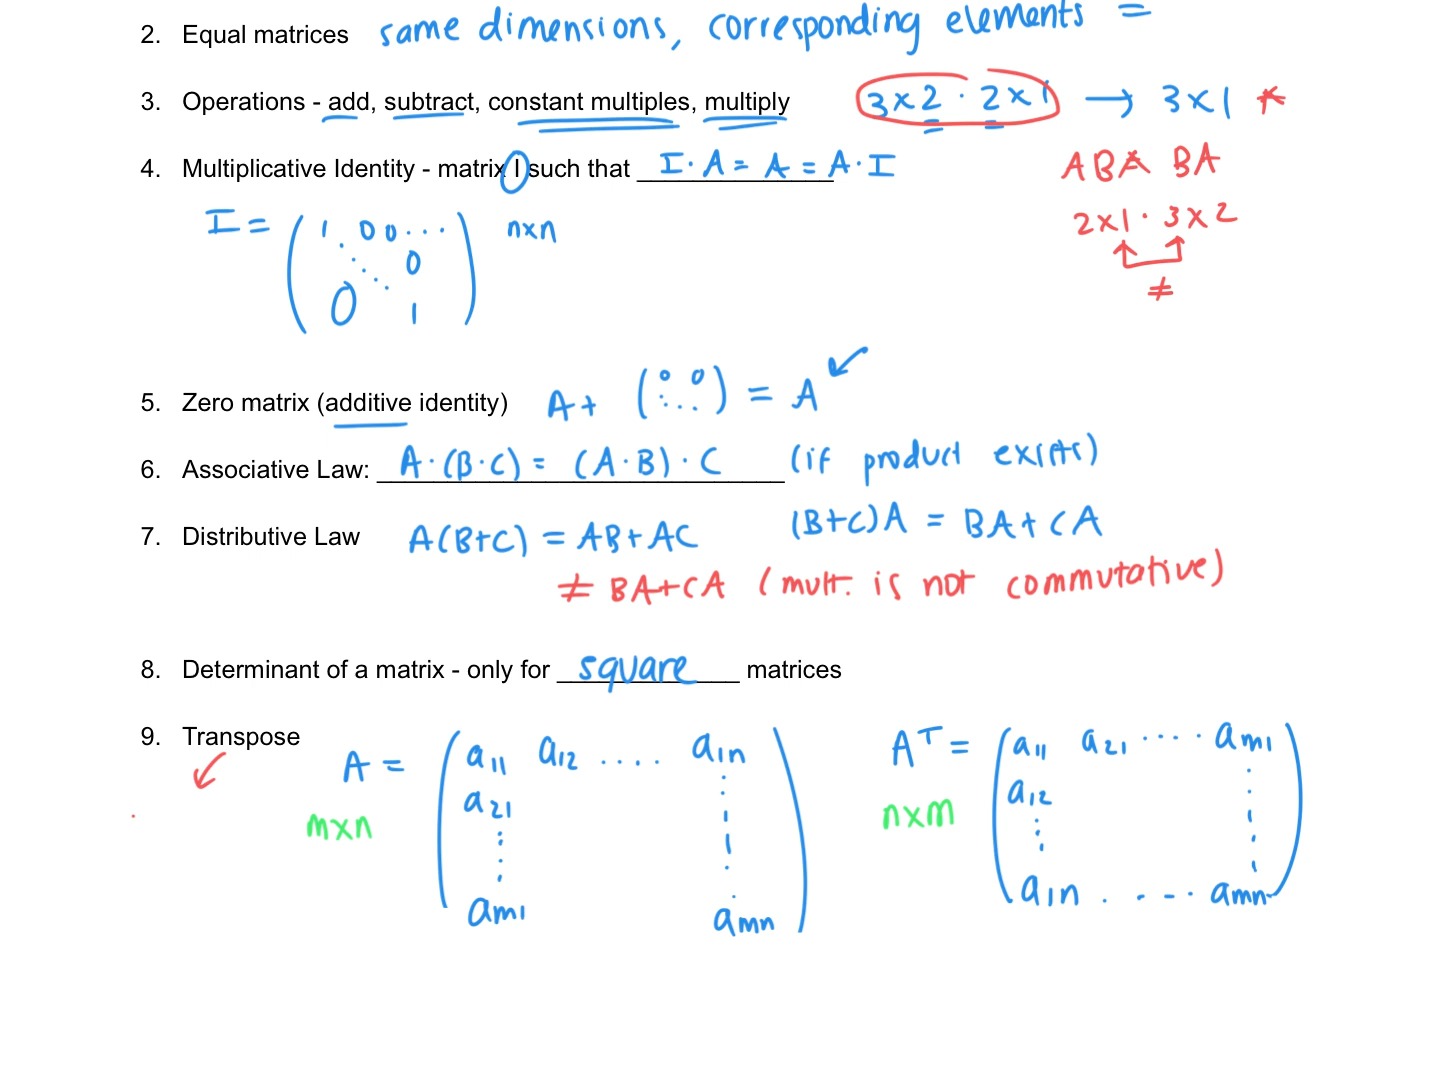 2. Equal matrices same dimensions, corresponding elements =
3. Operations - add, subtract, constant multiples, multiply 3x2 · 2x1 → 3x1 *
4. Multiplicative Identity - matrix I such that I·A = A = A·I
AB BA
2x1 · 3x2
≠
I = ( 1 0 0 ... 0 0 1 ) nxn
5. Zero matrix (additive identity) A + ( 0 0 ... ) = A
6. Associative Law: A·(B·C) = (A·B)·C (if product exists)
7. Distributive Law A(B+C) = AB + AC (B+C)A = BA + CA
≠ BA+CA (mult. is not commutative)
8. Determinant of a matrix - only for square matrices
9. Transpose
A = ( a11 a12 .... a1n Aᵀ = ( a11 a21 .... am1
a21 a12
mxn nxm
am1 amn ) a1n . .... amn )